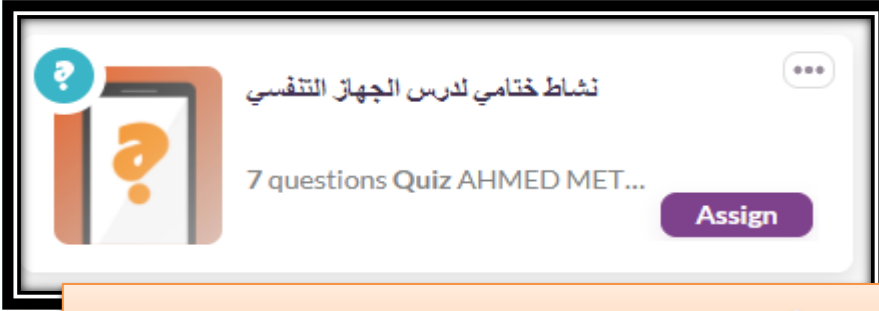 نشاط ختامي لدرس الجهاز التنفسي
7 questions Quiz AHMED MET...
Assign